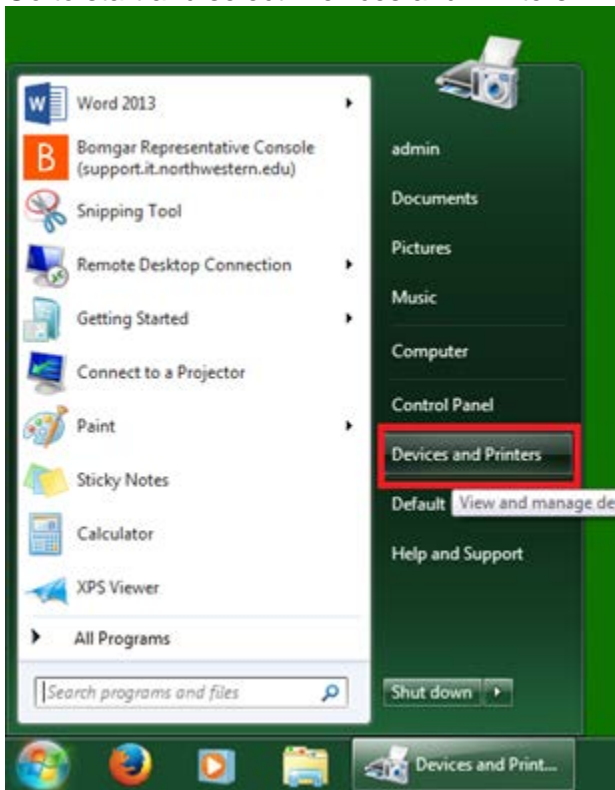 Word 2013
Bomgar Representative Console
(support.it.northwestern.edu)
Snipping Tool
Remote Desktop Connection
Getting Started
Connect to a Projector
Paint
Sticky Notes
Calculator
XPS Viewer
All Programs
Search programs and files
admin
Documents
Pictures
Music
Computer
Control Panel
Devices and Printers
Default
View and manage de
Help and Support
Shut down
Devices and Print...